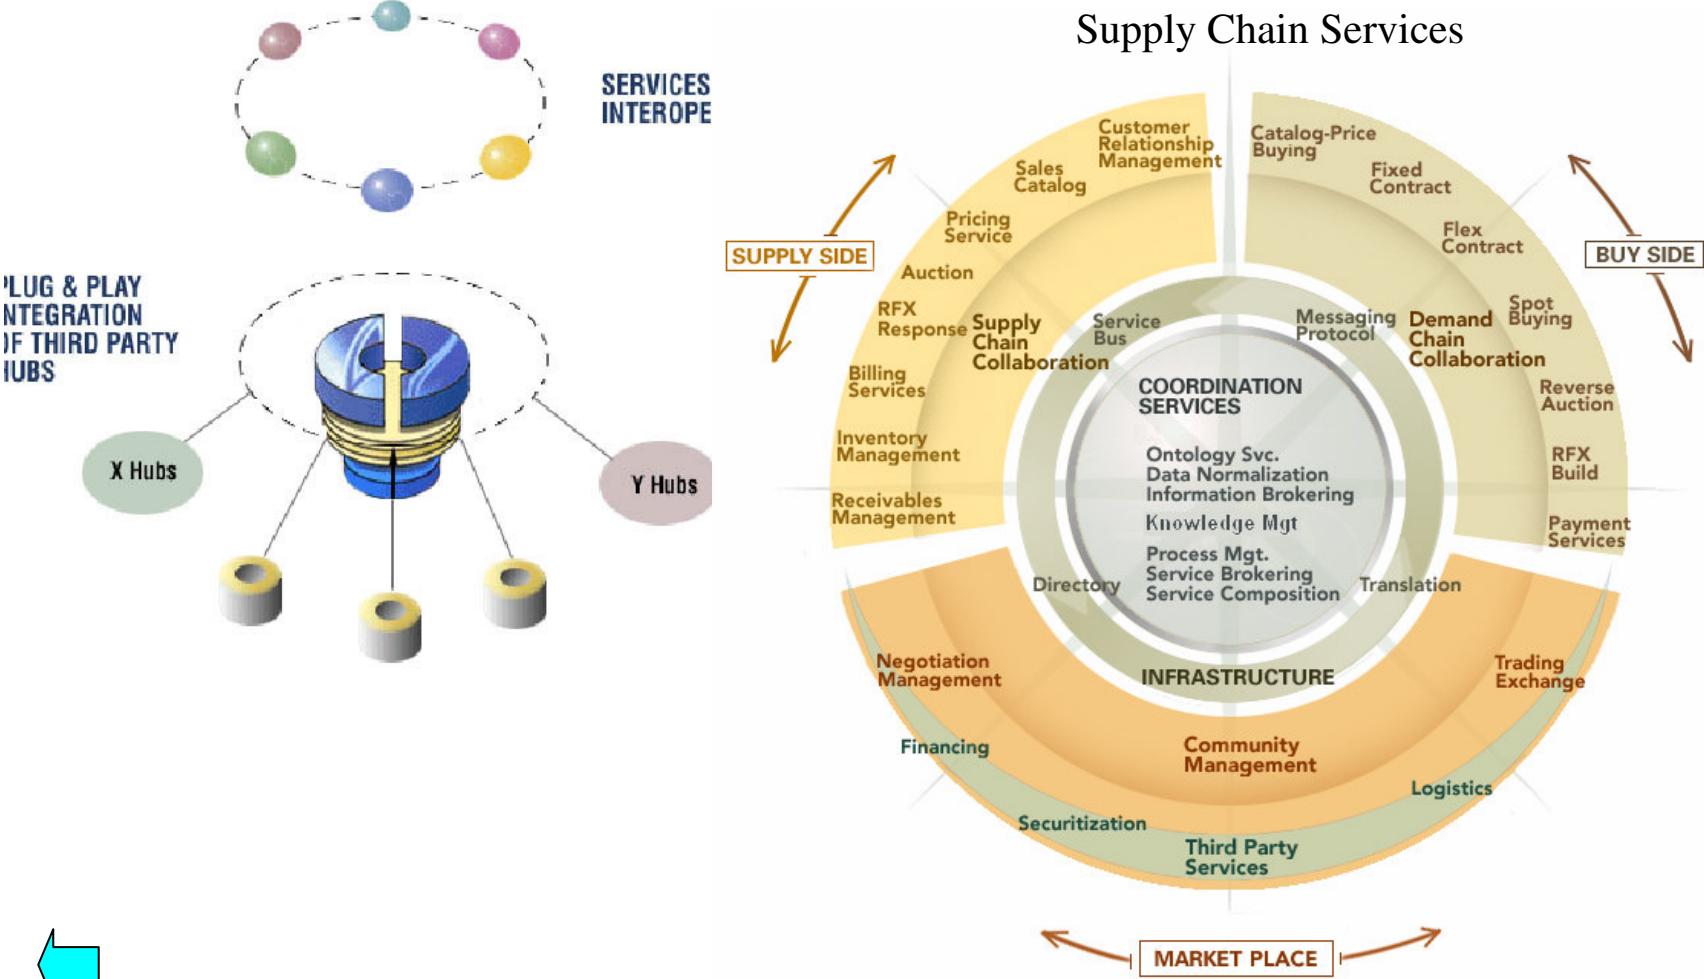 Supply Chain Services
SERVICES
INTEROPE
PLUG & PLAY
INTEGRATION
OF THIRD PARTY
HUBS
X Hubs
Y Hubs
SUPPLY SIDE
Customer
Relationship
Management
Sales
Catalog
Pricing
Service
Auction
RFX
Response
Billing
Services
Inventory
Management
Receivables
Management
Supply
Chain
Collaboration
BUY SIDE
Catalog-Price
Buying
Fixed
Contract
Flex
Contract
Spot
Buying
Reverse
Auction
RFX
Build
Payment
Services
Demand
Chain
Collaboration
Service
Bus
Messaging
Protocol
Directory
Translation
INFRASTRUCTURE
COORDINATION
SERVICES
Ontology Svc.
Data Normalization
Information Brokering
Knowledge Mgt
Process Mgt.
Service Brokering
Service Composition
Negotiation
Management
Trading
Exchange
Community
Management
Financing
Securitization
Third Party
Services
Logistics
MARKET PLACE